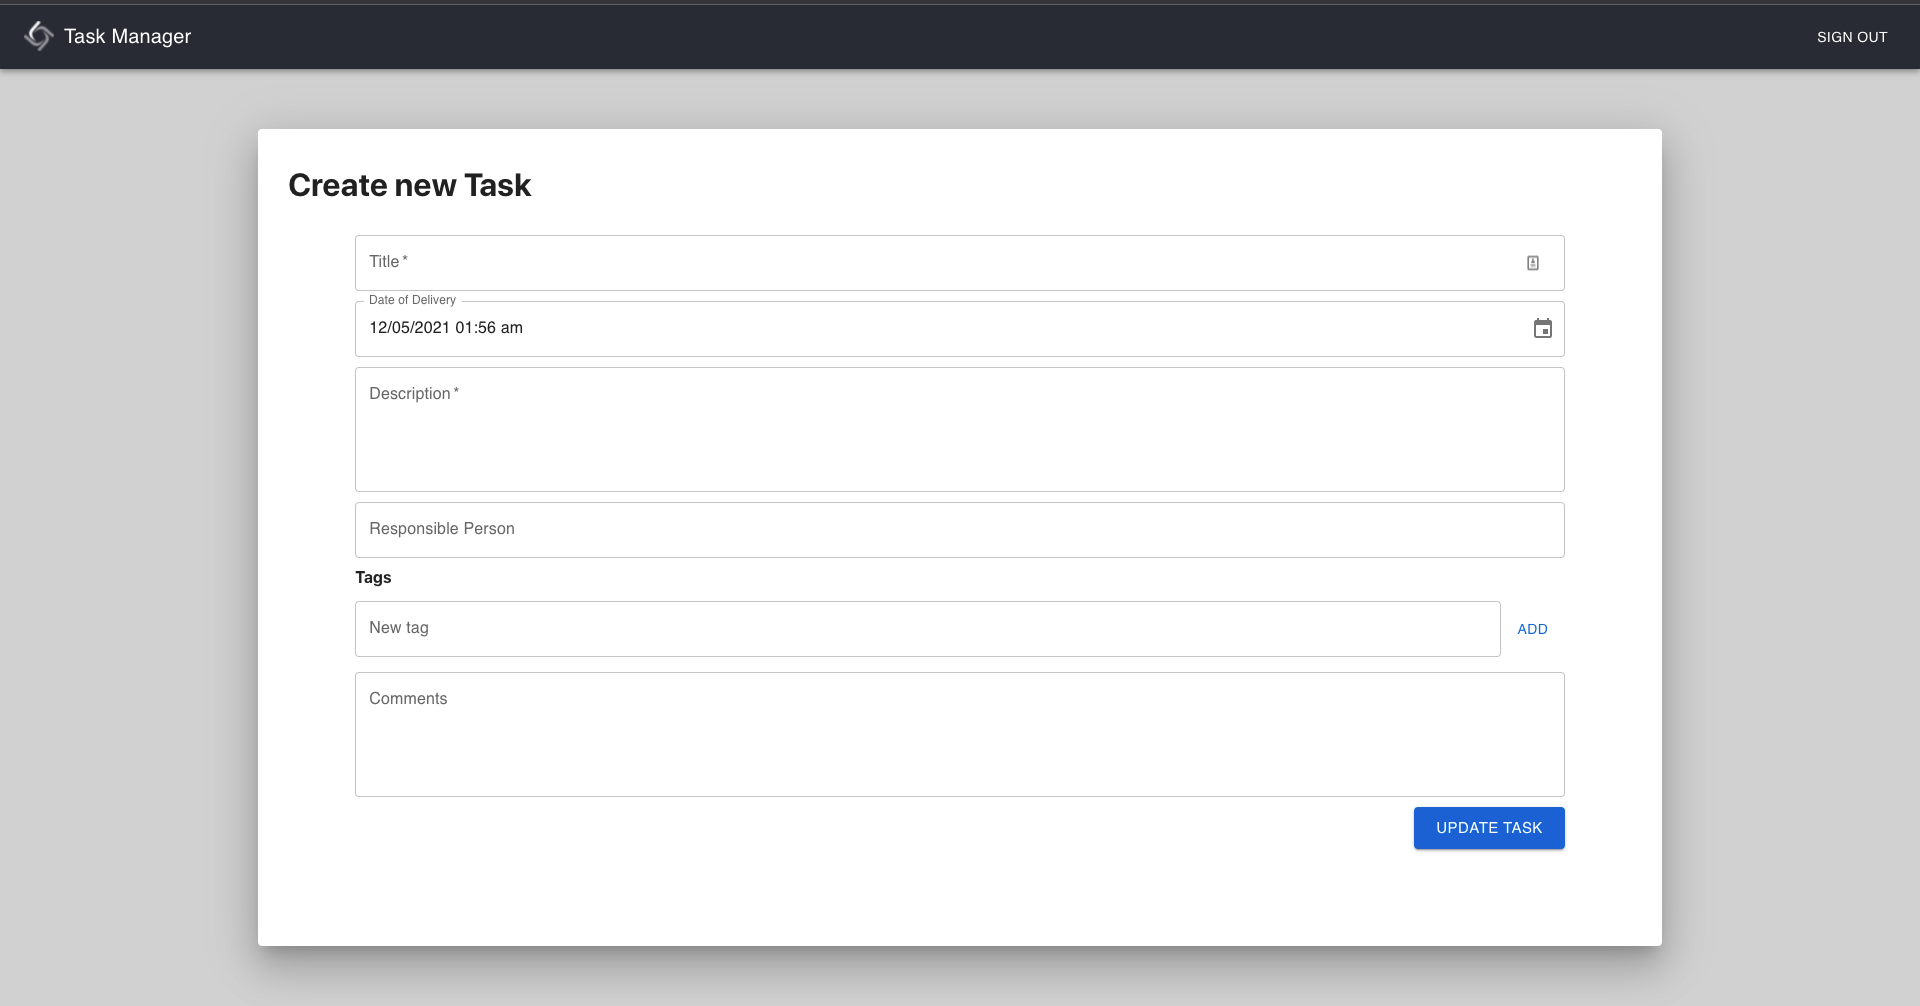 Task Manager
SIGN OUT
Create new Task
Title *
Date of Delivery
12/05/2021 01:56 am
Description *
Responsible Person
Tags
New tag
ADD
Comments
UPDATE TASK